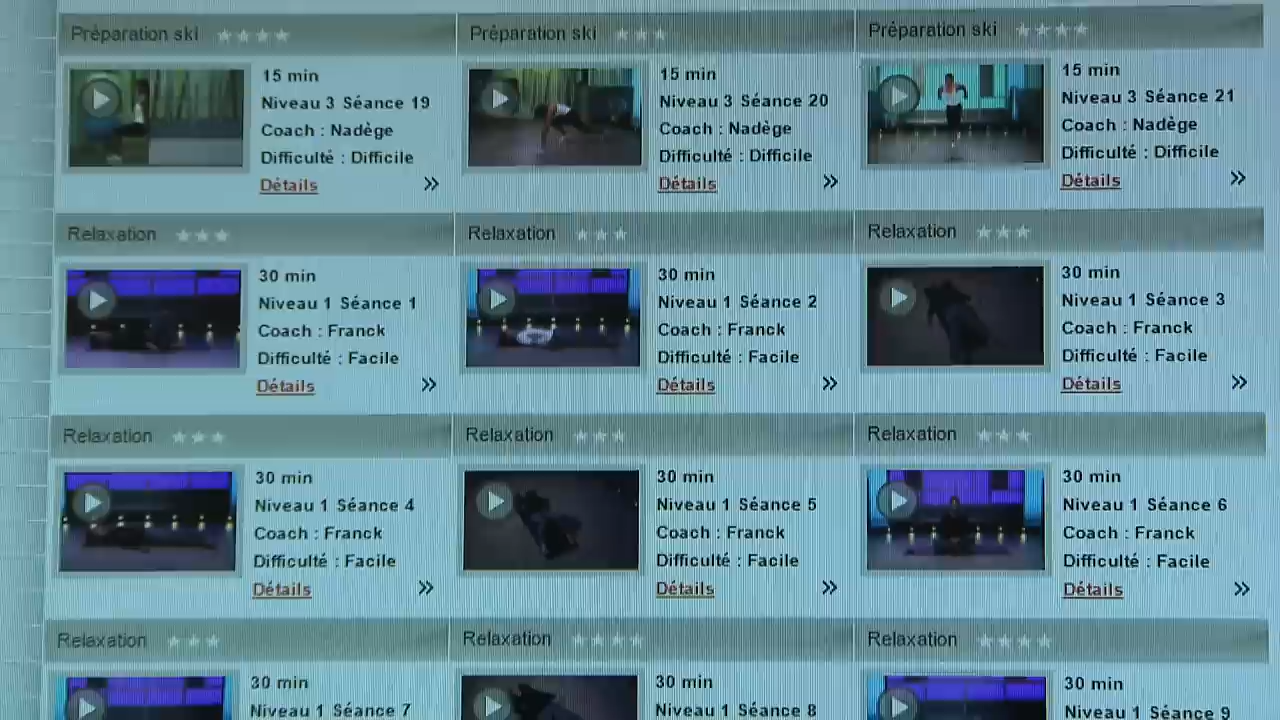 Préparation ski
15 min
Niveau 3 Séance 19
Coach : Nadège
Difficulté : Difficile
Détails
Préparation ski
15 min
Niveau 3 Séance 20
Coach : Nadège
Difficulté : Difficile
Détails
Préparation ski
15 min
Niveau 3 Séance 21
Coach : Nadège
Difficulté : Difficile
Détails
Relaxation
30 min
Niveau 1 Séance 1
Coach : Franck
Difficulté : Facile
Détails
Relaxation
30 min
Niveau 1 Séance 2
Coach : Franck
Difficulté : Facile
Détails
Relaxation
30 min
Niveau 1 Séance 3
Coach : Franck
Difficulté : Facile
Détails
Relaxation
30 min
Niveau 1 Séance 4
Coach : Franck
Difficulté : Facile
Détails
Relaxation
30 min
Niveau 1 Séance 5
Coach : Franck
Difficulté : Facile
Détails
Relaxation
30 min
Niveau 1 Séance 6
Coach : Franck
Difficulté : Facile
Détails
Relaxation
30 min
Niveau 1 Séance 7
Relaxation
30 min
Niveau 1 Séance 8
Relaxation
30 min
Niveau 1 Séance 9